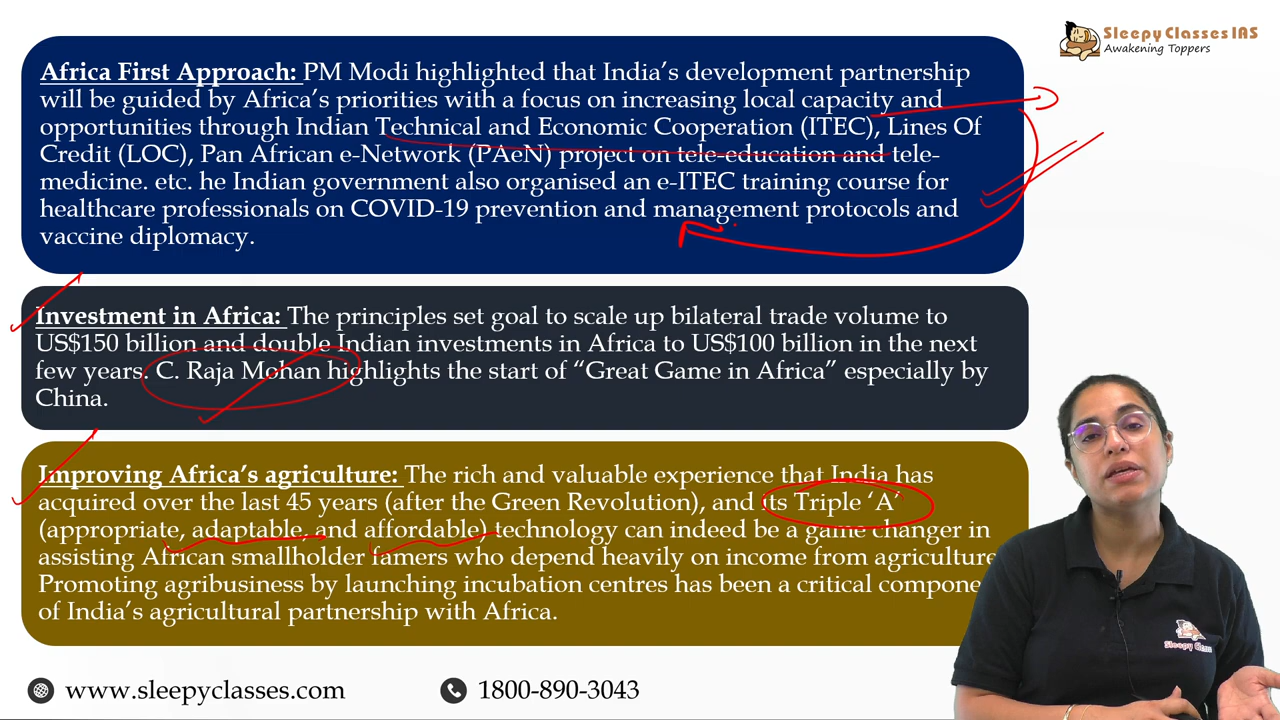 Sleepy Classes IAS
Awakening Toppers
Africa First Approach: PM Modi highlighted that India's development partnership
will be guided by Africa's priorities with a focus on increasing local capacity and
opportunities through Indian Technical and Economic Cooperation (ITEC), Lines Of
Credit (LOC), Pan African e-Network (PAeN) project on tele-education and tele-
medicine. etc. he Indian government also organised an e-ITEC training course for
healthcare professionals on COVID-19 prevention and management protocols and
vaccine diplomacy.
Investment in Africa: The principles set goal to scale up bilateral trade volume to
US$150 billion and double Indian investments in Africa to US$100 billion in the next
few years. C. Raja Mohan highlights the start of “Great Game in Africa” especially by
China.
Improving Africa's agriculture: The rich and valuable experience that India has
acquired over the last 45 years (after the Green Revolution), and its Triple ‘A’
(appropriate, adaptable, and affordable) technology can indeed be a game changer in
assisting African smallholder famers who depend heavily on income from agriculture
Promoting agribusiness by launching incubation centres has been a critical compone
of India's agricultural partnership with Africa.
Sleepy Classes
www.sleepyclasses.com
1800-890-3043